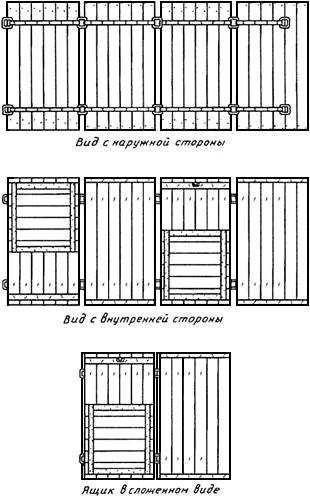 Вид с наружной стороны
Вид с внутренней стороны
Ящик в сложенном виде